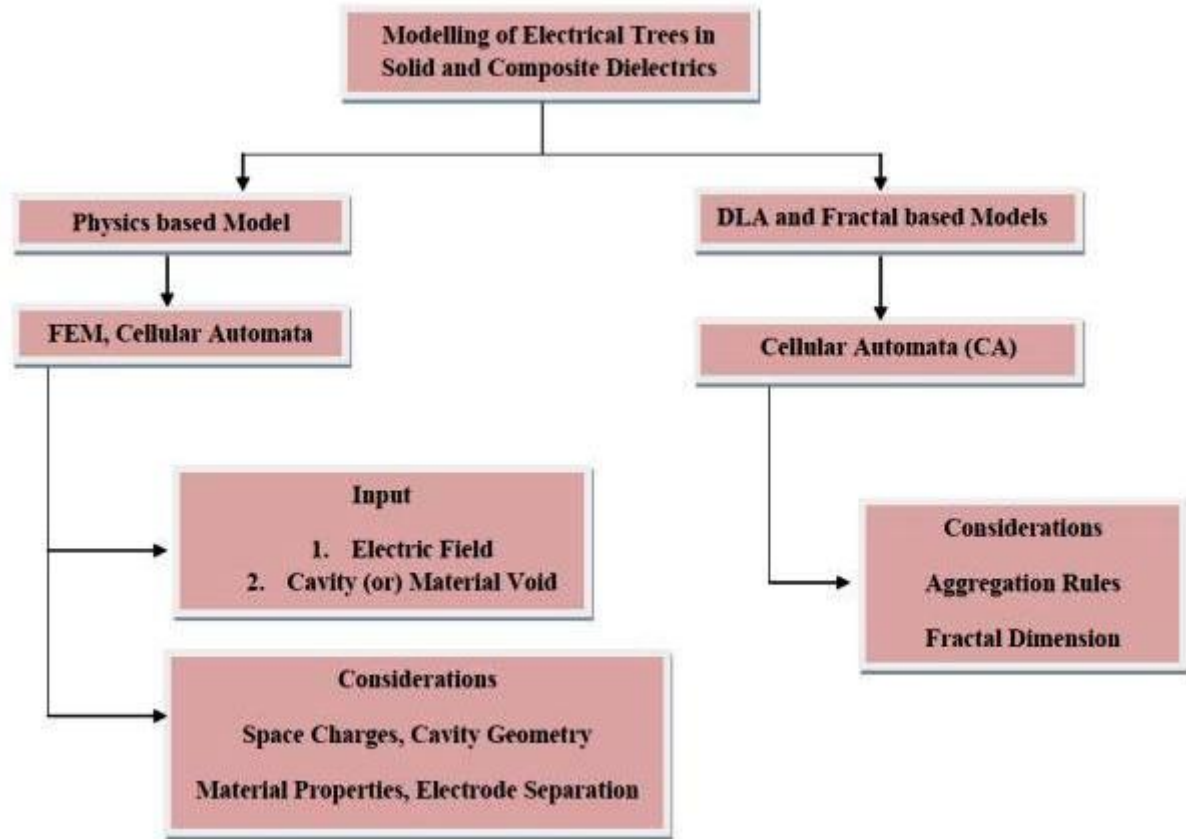 Modelling of Electrical Trees in
Solid and Composite Dielectrics
Physics based Model
DLA and Fractal based Models
FEM, Cellular Automata
Cellular Automata (CA)
Input
1. Electric Field
2. Cavity (or) Material Void
Considerations
Aggregation Rules
Fractal Dimension
Considerations
Space Charges, Cavity Geometry
Material Properties, Electrode Separation